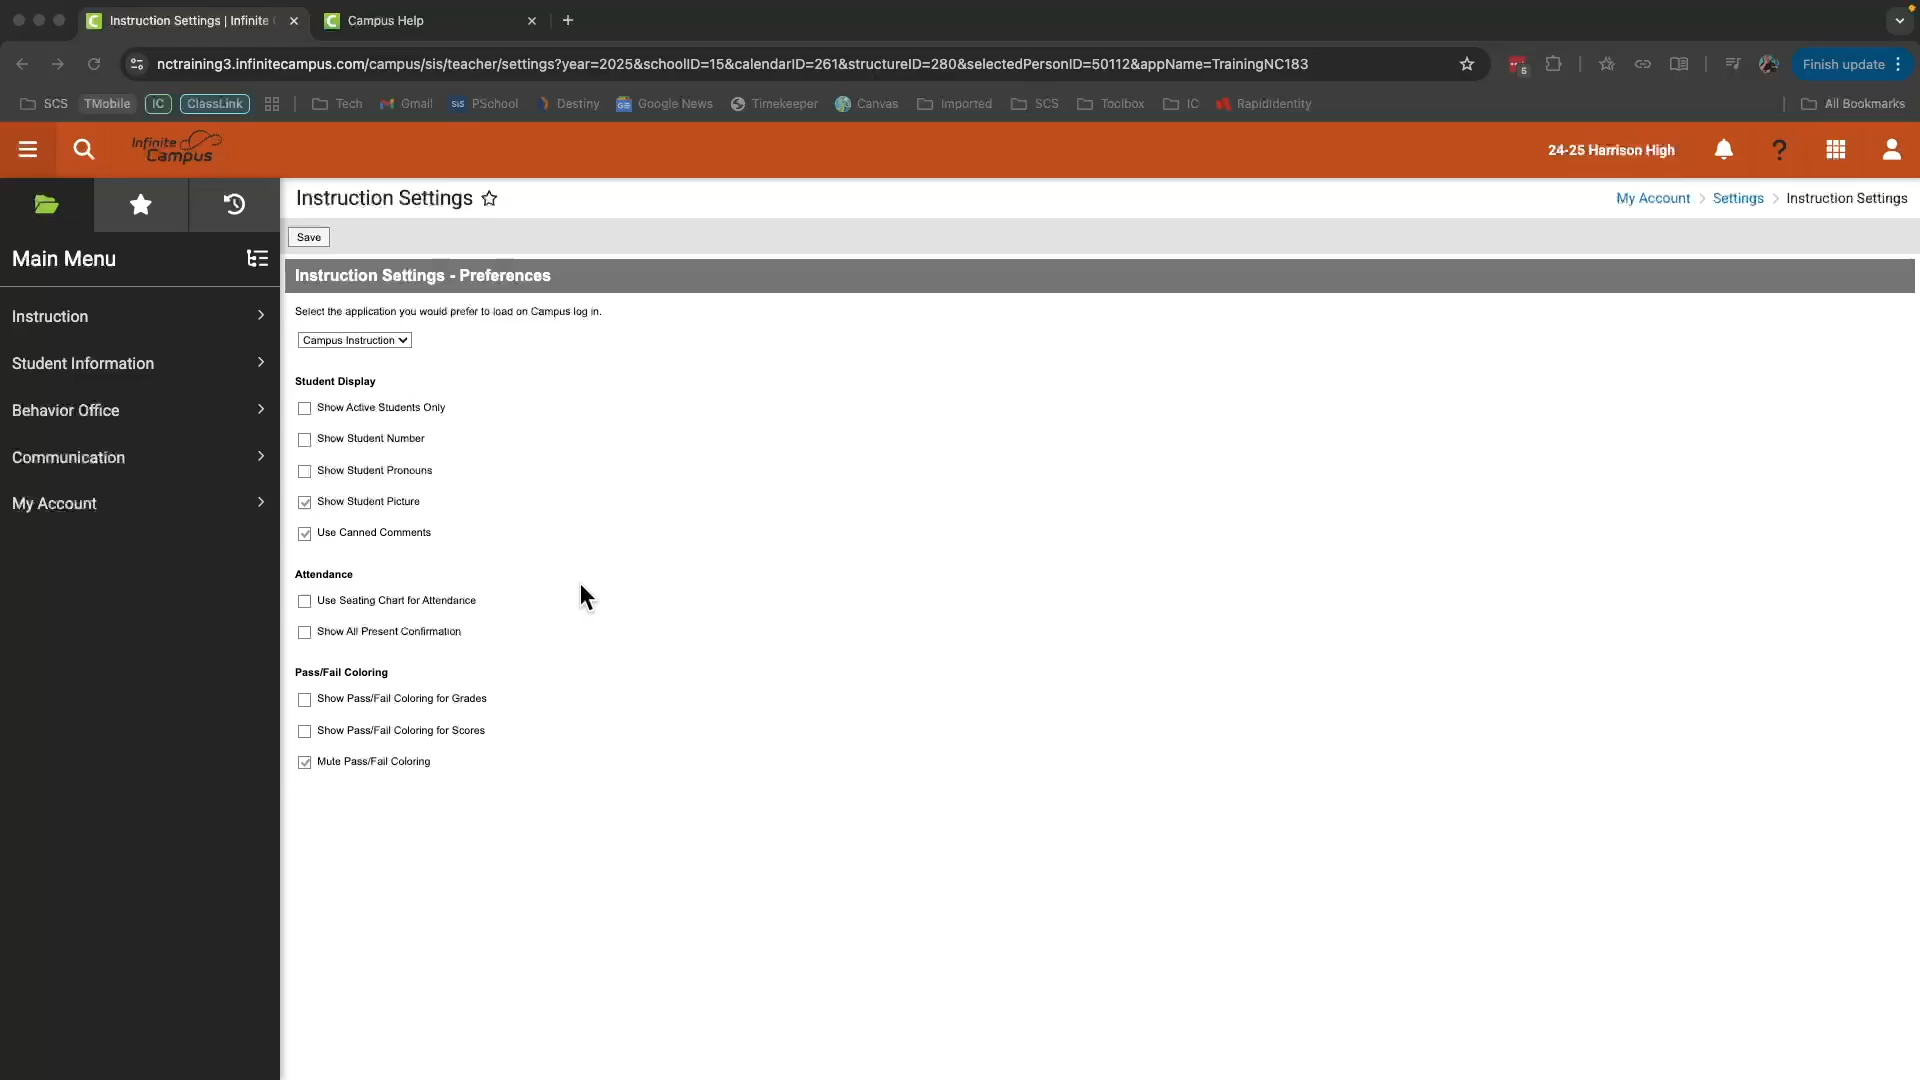 Instruction Settings | Infinite C
Campus Help
nctraining3.infinitecampus.com/campus/sis/teacher/settings?year=2025&schoolID=15&calendarID=261&structureID=280&selectedPersonID=50112&appName=TrainingNC183
5
Finish update
SCS
TMobile
IC
ClassLink
Tech
Gmail
SIS PSchool
Destiny
Google News
Timekeeper
Canvas
Imported
SCS
Toolbox
IC
RapidIdentity
All Bookmarks
Infinite Campus
24-25 Harrison High
Instruction Settings
My Account > Settings > Instruction Settings
Save
Main Menu
Instruction Settings - Preferences
Instruction
Student Information
Behavior Office
Communication
My Account
Select the application you would prefer to load on Campus log in.
Campus Instruction
Student Display
Show Active Students Only
Show Student Number
Show Student Pronouns
Show Student Picture
Use Canned Comments
Attendance
Use Seating Chart for Attendance
Show All Present Confirmation
Pass/Fail Coloring
Show Pass/Fail Coloring for Grades
Show Pass/Fail Coloring for Scores
Mute Pass/Fail Coloring